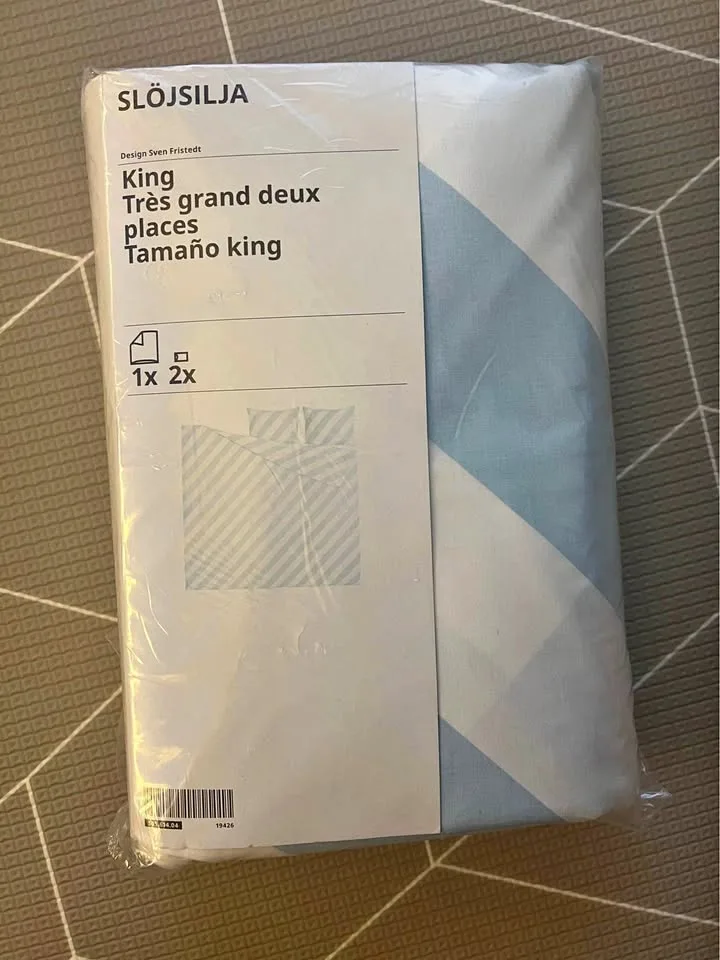 SLÖJSILJA
Design Sven Fristedt
King
Très grand deux
places
Tamaño king
1x 2x
19426